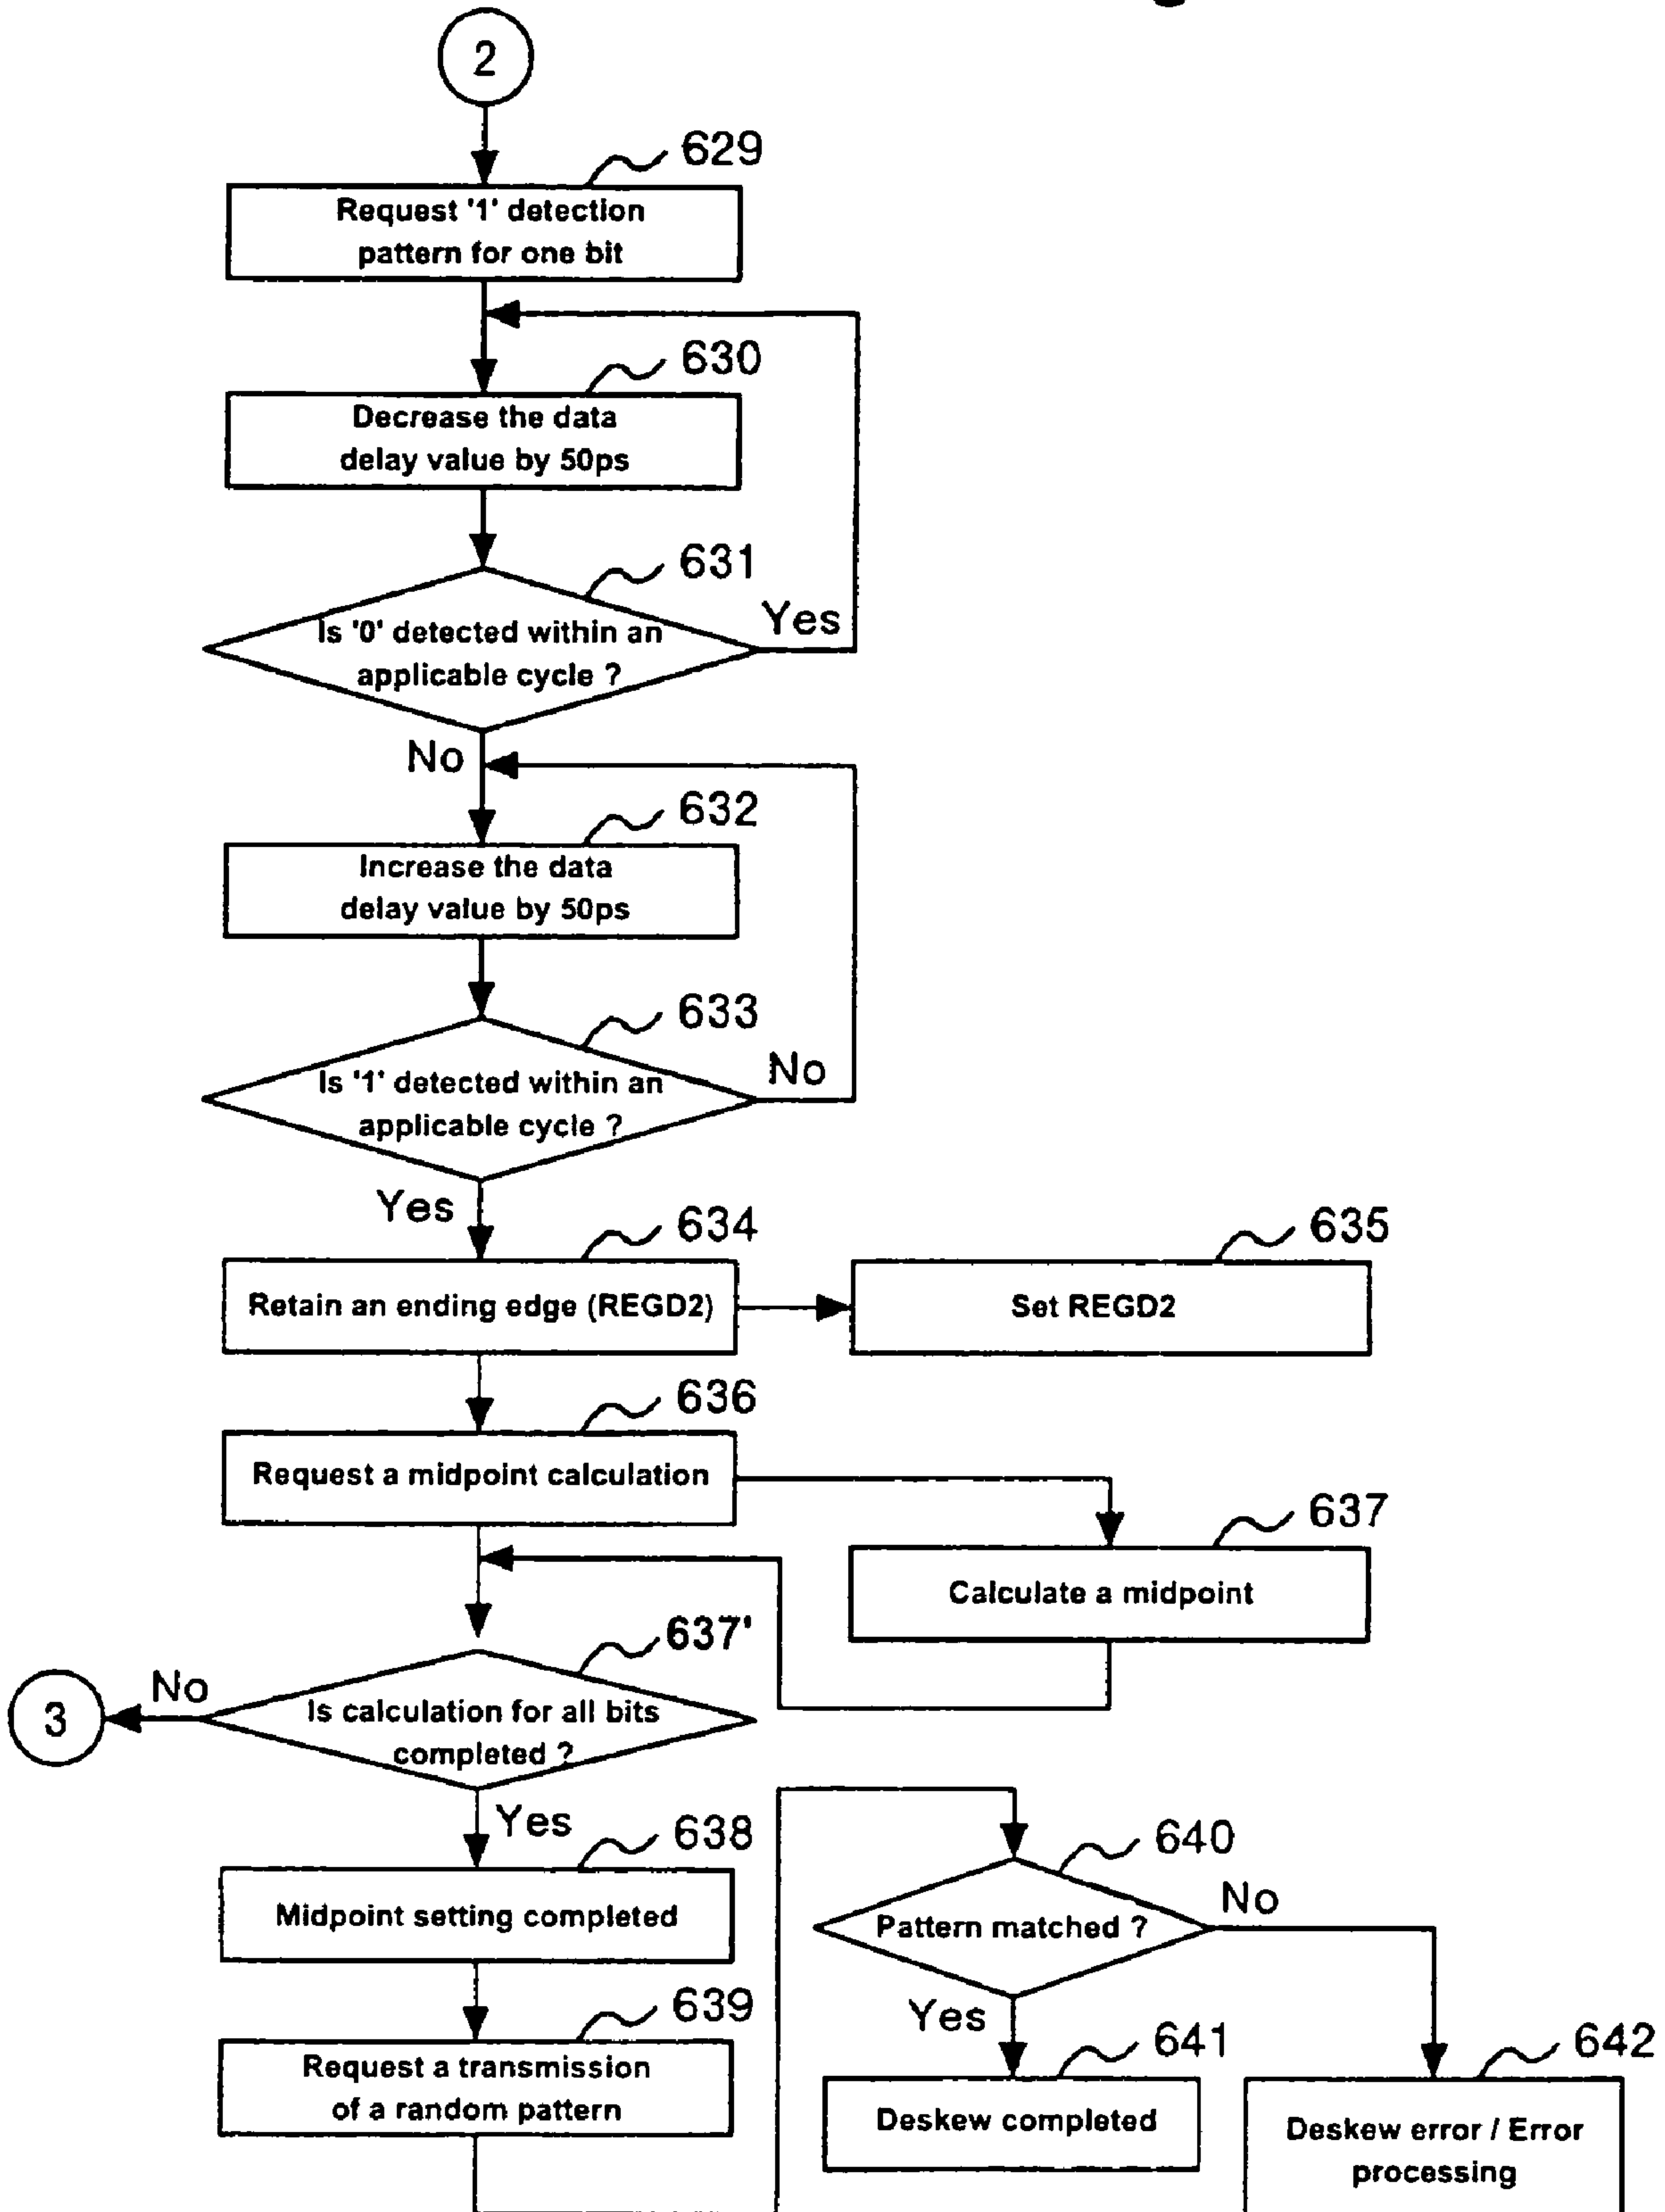 2
629
Request '1' detection
pattern for one bit
630
Decrease the data
delay value by 50ps
631
Is '0' detected within an
applicable cycle ?
Yes
No
632
Increase the data
delay value by 50ps
633
Is '1' detected within an
applicable cycle ?
No
Yes
634
Retain an ending edge (REGD2)
635
Set REGD2
636
Request a midpoint calculation
637
Calculate a midpoint
637'
Is calculation for all bits
completed ?
No
3
Yes
638
Midpoint setting completed
639
Request a transmission
of a random pattern
640
Pattern matched ?
No
Yes
641
Deskew completed
642
Deskew error / Error
processing